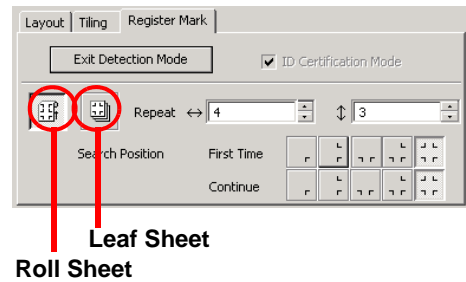 Layout Tiling Register Mark
Exit Detection Mode ID Certification Mode
Repeat 4 3
Search Position First Time
Continue
Leaf Sheet
Roll Sheet